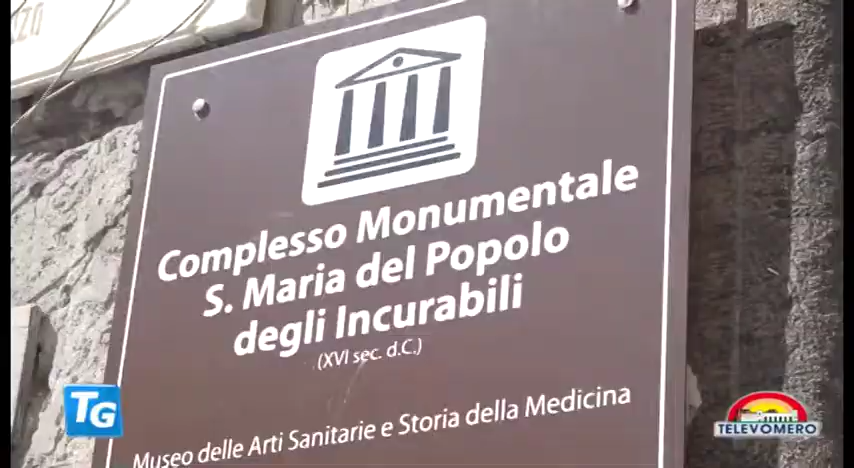 Complesso Monumentale
S. Maria del Popolo
degli Incurabili
(XVI sec. d.C.)
Museo delle Arti Sanitarie e Storia della Medicina
TG
TELEVOMERO